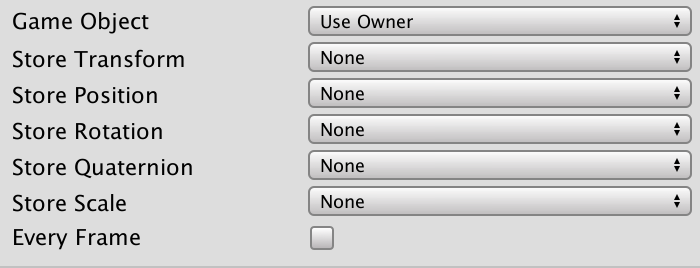 Game Object Use Owner
Store Transform None
Store Position None
Store Rotation None
Store Quaternion None
Store Scale None
Every Frame